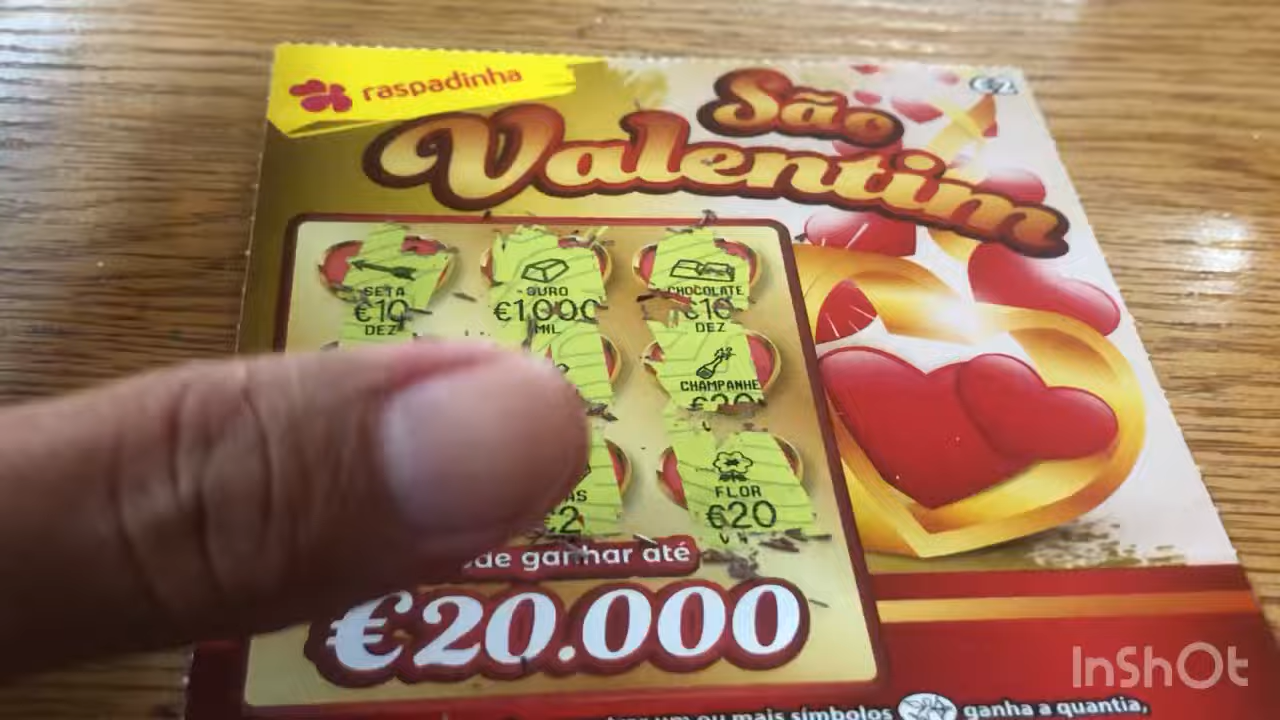 raspadinha
€2
São
Valentim
SETA
€10
DEZ
OURO
€1000
MIL
CHOCOLATE
€10
DEZ
CHAMPANHE
€20
€2
FLOR
€20
ganhar até
€20.000
um ou mais símbolos ganha a quantia,
InShOt